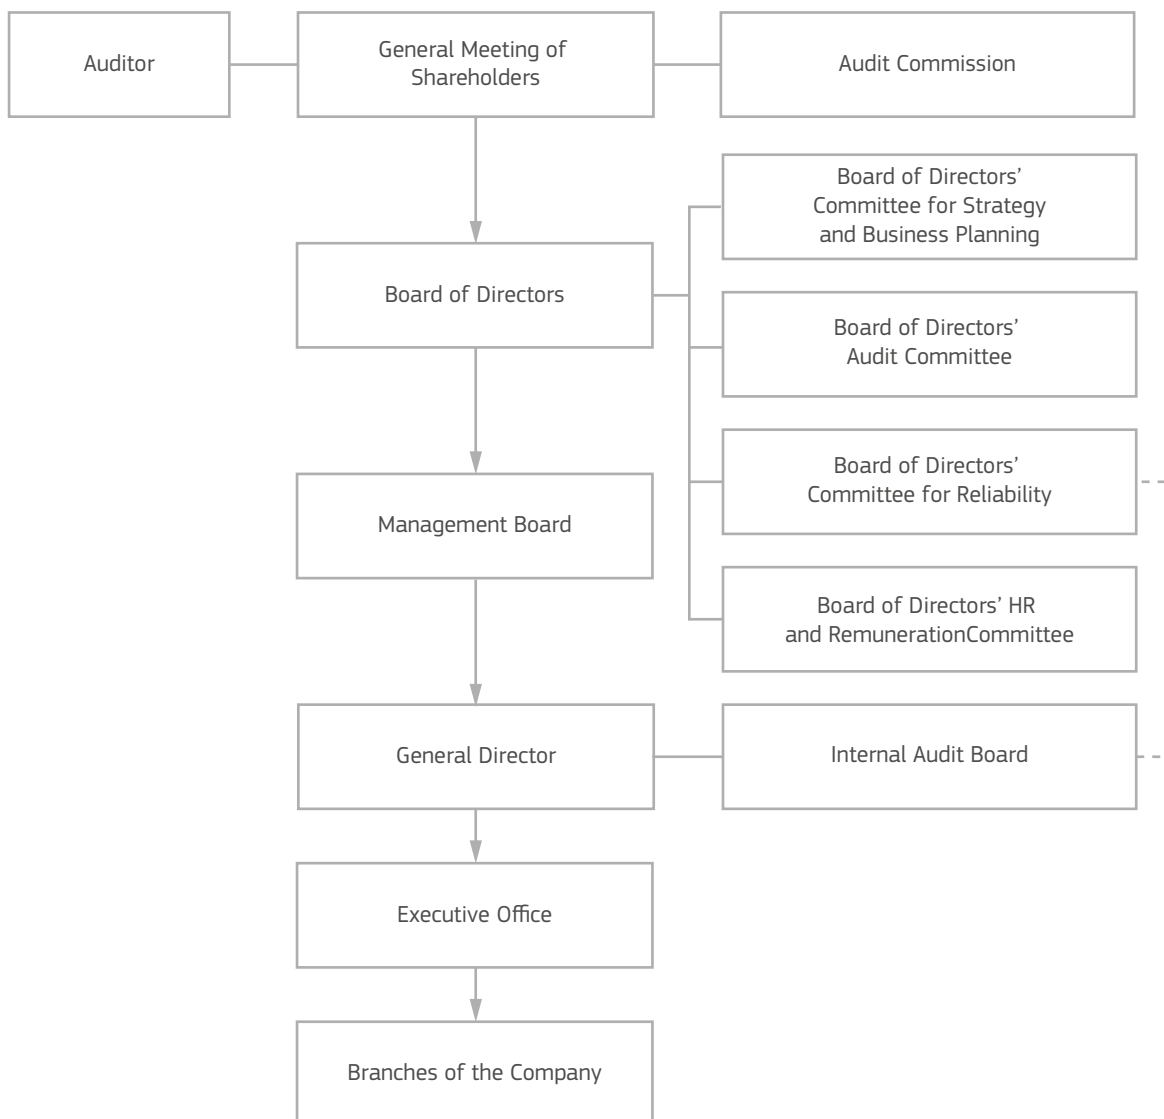 Auditor
General Meeting of
Shareholders
Audit Commission
Board of Directors’
Committee for Strategy
and Business Planning
Board of Directors
Board of Directors’
Audit Committee
Board of Directors’
Committee for Reliability
Management Board
Board of Directors’ HR
and RemunerationCommittee
General Director
Internal Audit Board
Executive Office
Branches of the Company